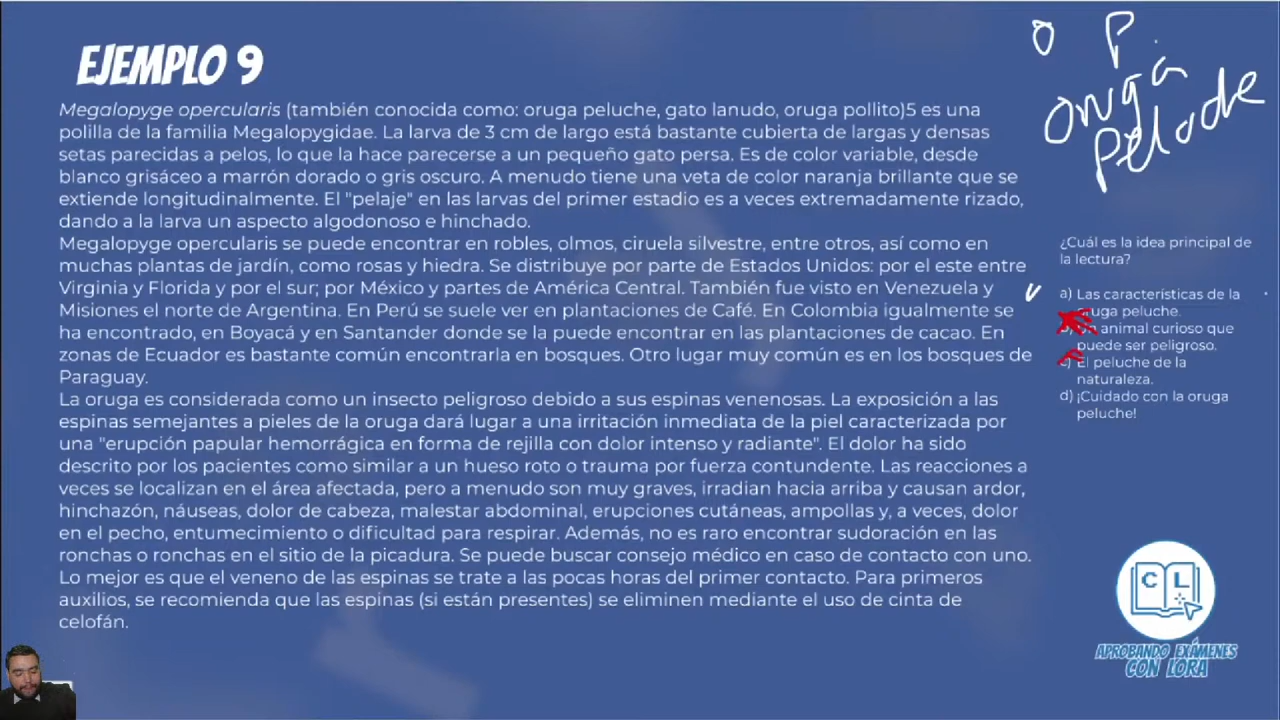 EJEMPLO 9
Megalopyge opercularis (también conocida como: oruga peluche, gato lanudo, oruga pollito)5 es una
polilla de la familia Megalopygidae. La larva de 3 cm de largo está bastante cubierta de largas y densas
setas parecidas a pelos, lo que la hace parecerse a un pequeño gato persa. Es de color variable, desde
blanco grisáceo a marrón dorado o gris oscuro. A menudo tiene una veta de color naranja brillante que se
extiende longitudinalmente. El "pelaje" en las larvas del primer estadio es a veces extremadamente rizado,
dando a la larva un aspecto algodonoso e hinchado.
Megalopyge opercularis se puede encontrar en robles, olmos, ciruela silvestre, entre otros, así como en
muchas plantas de jardín, como rosas y hiedra. Se distribuye por parte de Estados Unidos: por el este entre
Virginia y Florida y por el sur; por México y partes de América Central. También fue visto en Venezuela y
Misiones el norte de Argentina. En Perú se suele ver en plantaciones de Café. En Colombia igualmente se
ha encontrado, en Boyacá y en Santander donde se la puede encontrar en las plantaciones de cacao. En
zonas de Ecuador es bastante común encontrarla en bosques. Otro lugar muy común es en los bosques de
Paraguay.
La oruga es considerada como un insecto peligroso debido a sus espinas venenosas. La exposición a las
espinas semejantes a pieles de la oruga dará lugar a una irritación inmediata de la piel caracterizada por
una "erupción papular hemorrágica en forma de rejilla con dolor intenso y radiante". El dolor ha sido
descrito por los pacientes como similar a un hueso roto o trauma por fuerza contundente. Las reacciones a
veces se localizan en el área afectada, pero a menudo son muy graves, irradian hacia arriba y causan ardor,
hinchazón, náuseas, dolor de cabeza, malestar abdominal, erupciones cutáneas, ampollas y, a veces, dolor
en el pecho, entumecimiento o dificultad para respirar. Además, no es raro encontrar sudoración en las
ronchas o ronchas en el sitio de la picadura. Se puede buscar consejo médico en caso de contacto con uno.
Lo mejor es que el veneno de las espinas se trate a las pocas horas del primer contacto. Para primeros
auxilios, se recomienda que las espinas (si están presentes) se eliminen mediante el uso de cinta de
celofán.
O P
oruga
¿Cuál es la idea principal de
la lectura?
a) Las características de la
oruga peluche.
animal curioso que
puede ser peligroso.
El peluche de la
naturaleza.
d) ¡Cuidado con la oruga
peluche!
C L
APROBANDO EXÁMENES
CON LORA